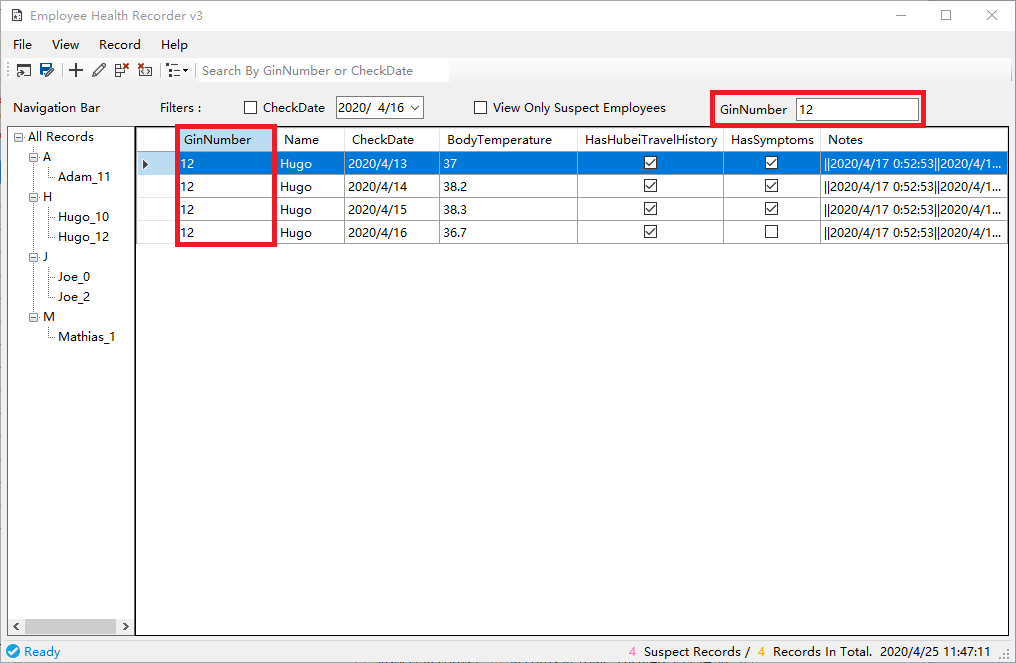 Employee Health Recorder v3
File View Record Help
Search By GinNumber or CheckDate
Navigation Bar Filters : CheckDate 2020/ 4/16 View Only Suspect Employees GinNumber 12
All Records
A
Adam_11
H
Hugo_10
Hugo_12
J
Joe_0
Joe_2
M
Mathias_1
GinNumber Name CheckDate BodyTemperature HasHubeiTravelHistory HasSymptoms Notes
12 Hugo 2020/4/13 37 ||2020/4/17 0:52:53||2020/4/1...
12 Hugo 2020/4/14 38.2 ||2020/4/17 0:52:53||2020/4/1...
12 Hugo 2020/4/15 38.3 ||2020/4/17 0:52:53||2020/4/1...
12 Hugo 2020/4/16 36.7 ||2020/4/17 0:52:53||2020/4/1...
Ready 4 Suspect Records / 4 Records In Total. 2020/4/25 11:47:11